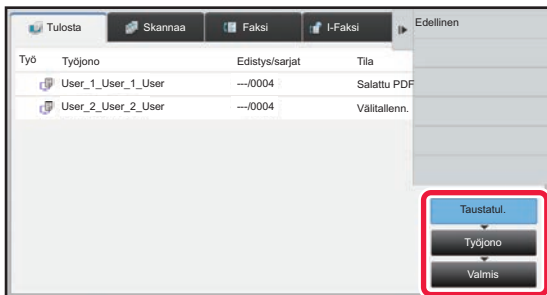 Tulosta Skannaa Faksi I-Faksi Edellinen
Työ Työjono Edistys/sarjat Tila
User_1_User_1_User ---/0004 Salattu PDF
User_2_User_2_User ---/0004 Välitallenn.
Taustatul.
Työjono
Valmis